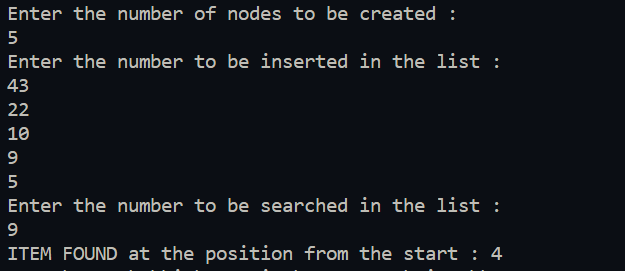 Enter the number of nodes to be created :
5
Enter the number to be inserted in the list :
43
22
10
9
5
Enter the number to be searched in the list :
9
ITEM FOUND at the position from the start : 4